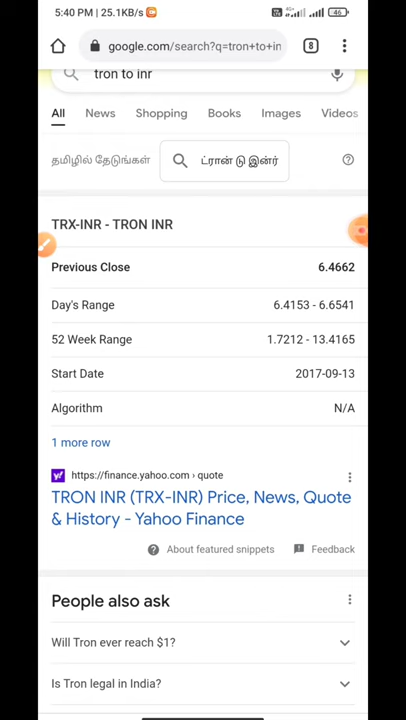 5:40 PM | 25.1KB/s
4G+
46
google.com/search?q=tron+to+in
8
tron to inr
All News Shopping Books Images Videos
தமிழில் தேடுங்கள் ட்ரான் டு இன்ர்
TRX-INR - TRON INR
Previous Close 6.4662
Day's Range 6.4153 - 6.6541
52 Week Range 1.7212 - 13.4165
Start Date 2017-09-13
Algorithm N/A
1 more row
https://finance.yahoo.com › quote
TRON INR (TRX-INR) Price, News, Quote
& History - Yahoo Finance
About featured snippets Feedback
People also ask
Will Tron ever reach $1?
Is Tron legal in India?